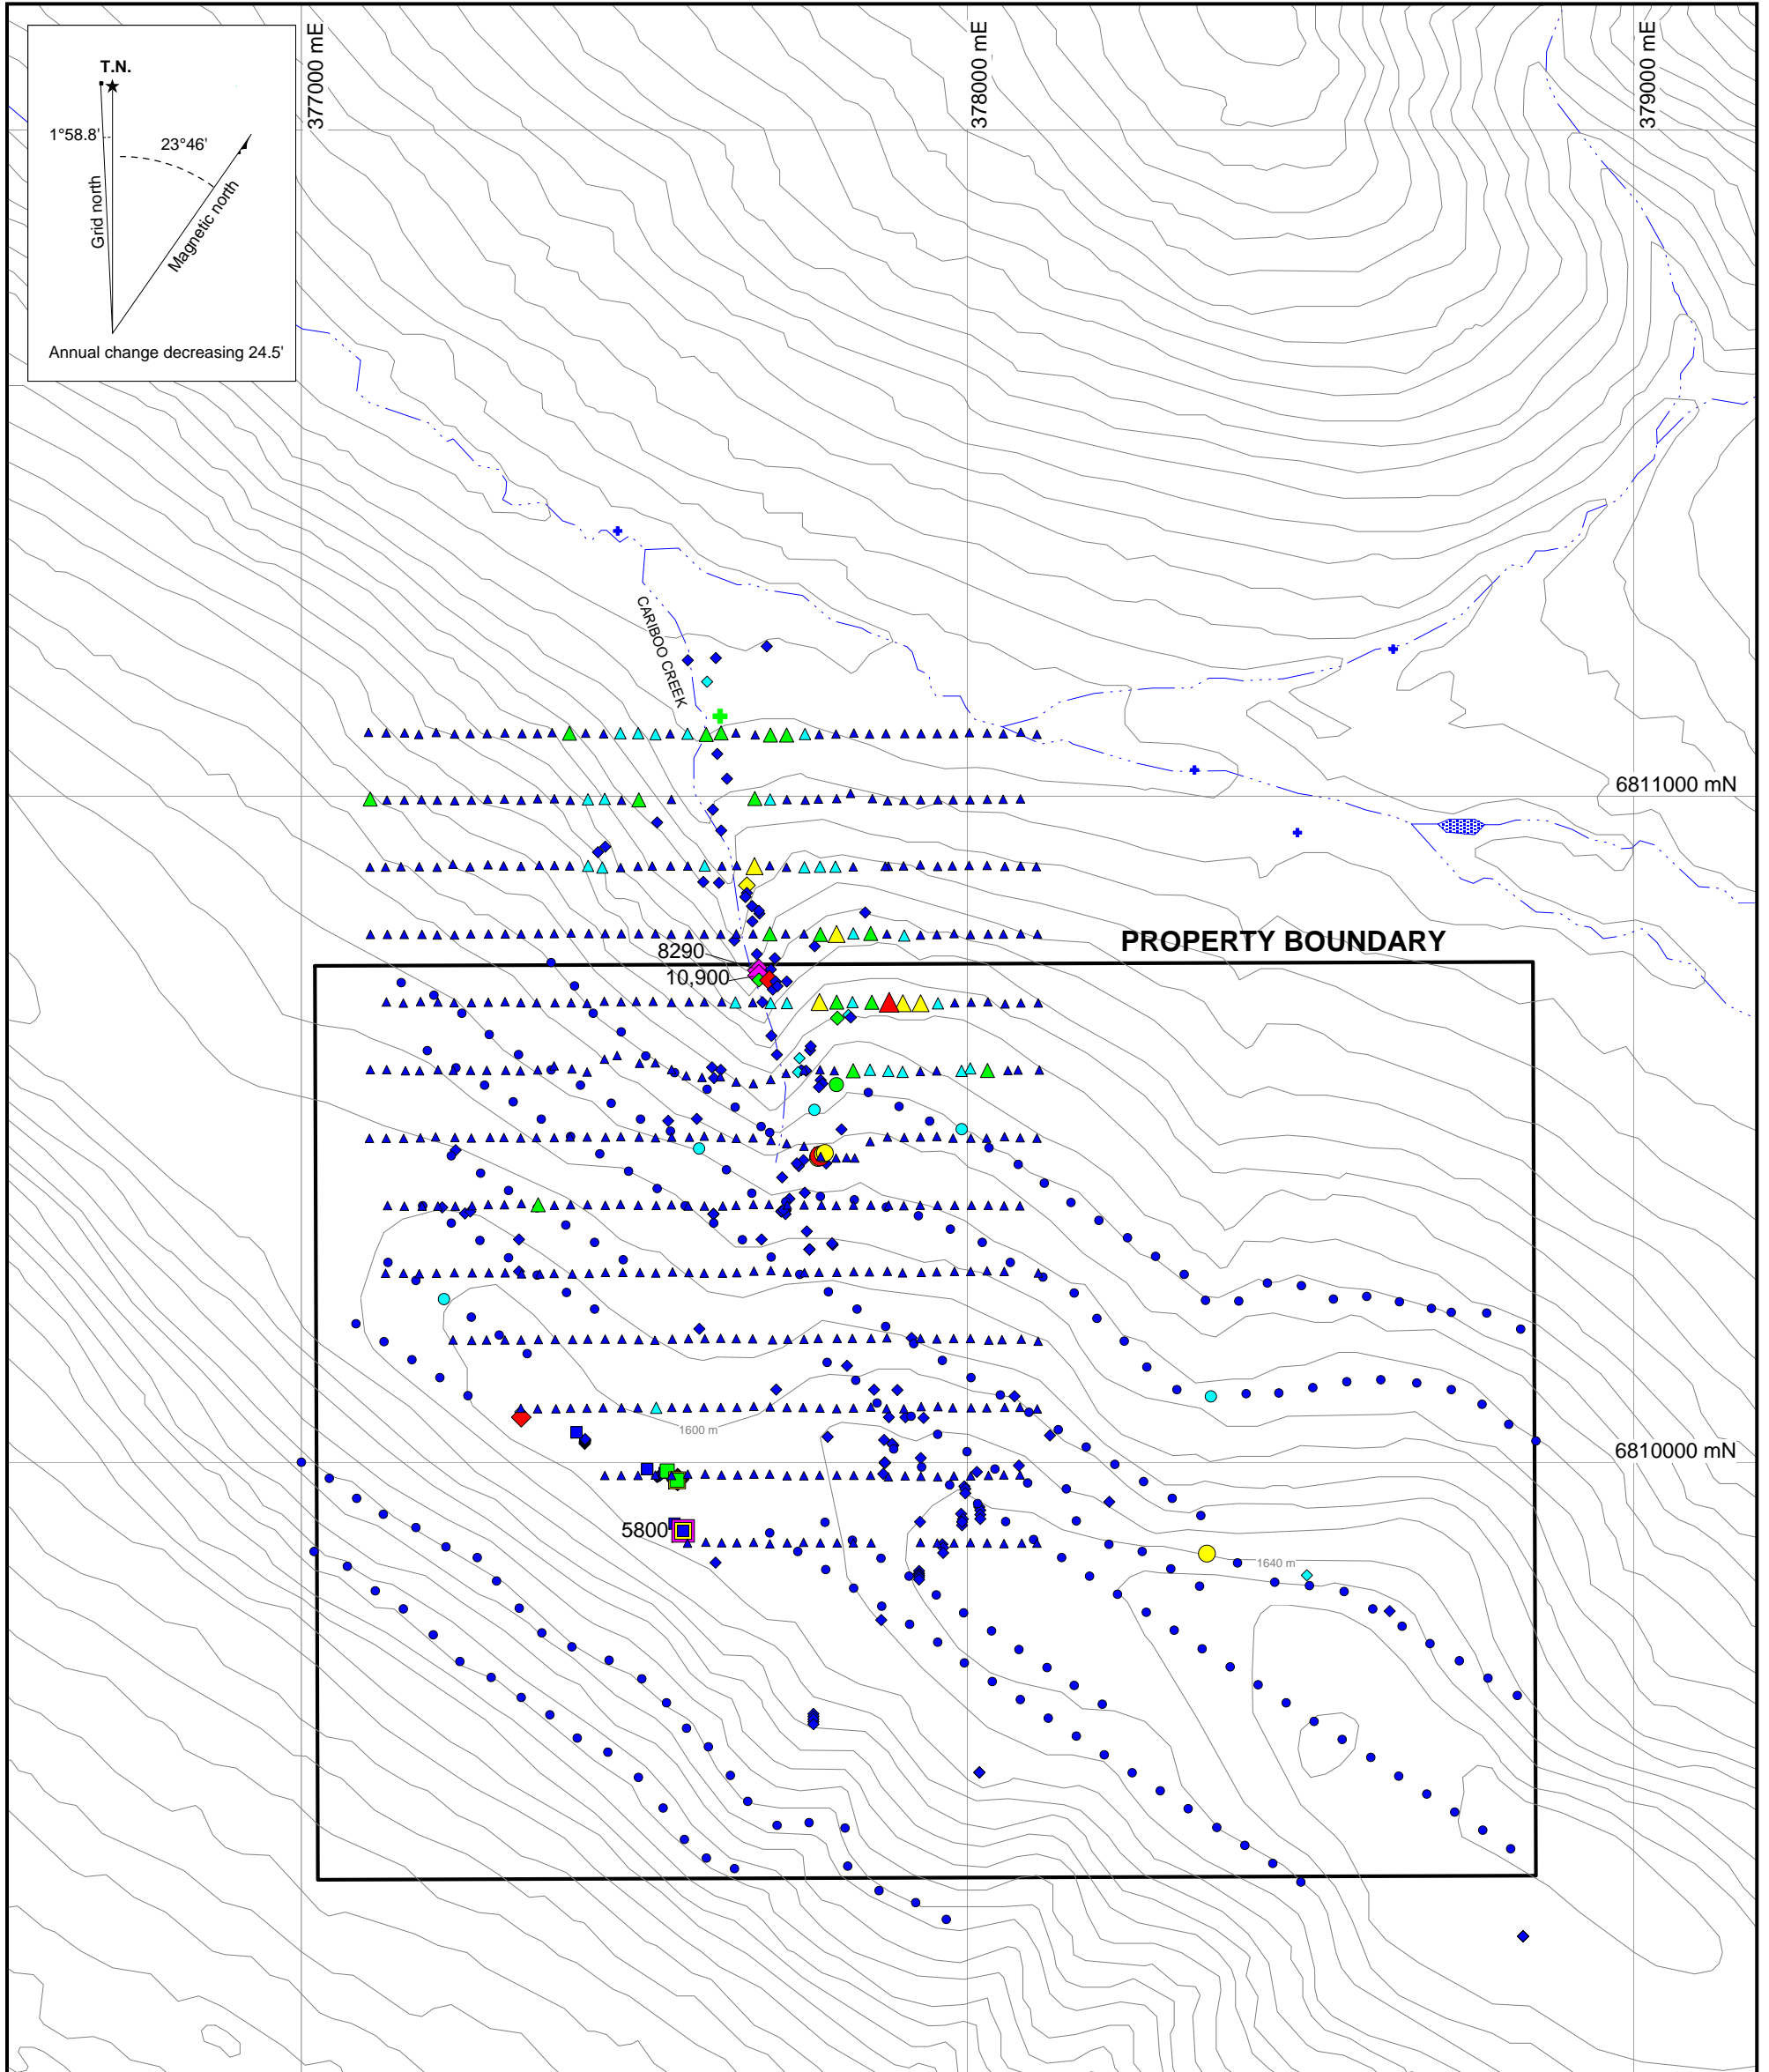 377000 mE
378000 mE
379000 mE
T.N.
1°58.8'
23°46'
Grid north
Magnetic north
Annual change decreasing 24.5'
CARIBOO CREEK
6811000 mN
PROPERTY BOUNDARY
8290
10,900
1600 m
6810000 mN
5800
1640 m